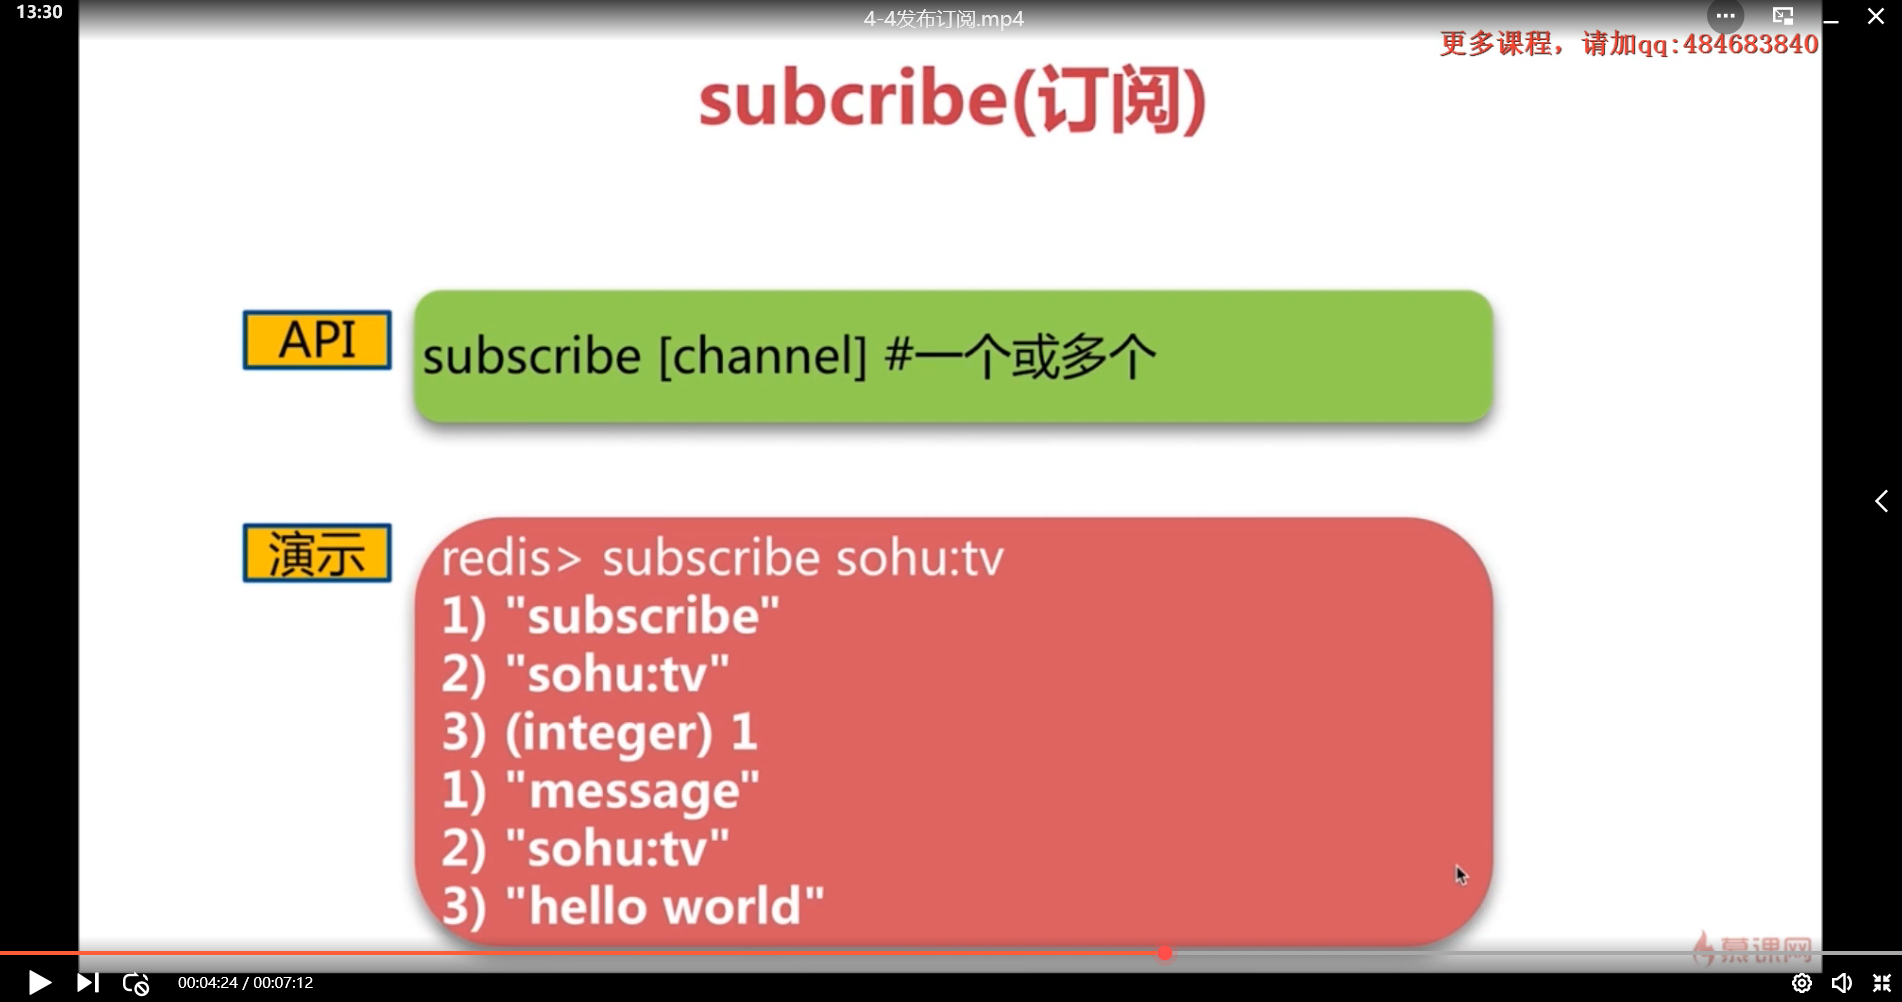 13:30
4-4发布订阅.mp4
更多课程，请加qq:484683840
subcribe(订阅)
API
subscribe [channel] #一个或多个
演示
redis> subscribe sohu:tv
1) "subscribe"
2) "sohu:tv"
3) (integer) 1
1) "message"
2) "sohu:tv"
3) "hello world"
慕课网
00:04:24 / 00:07:12